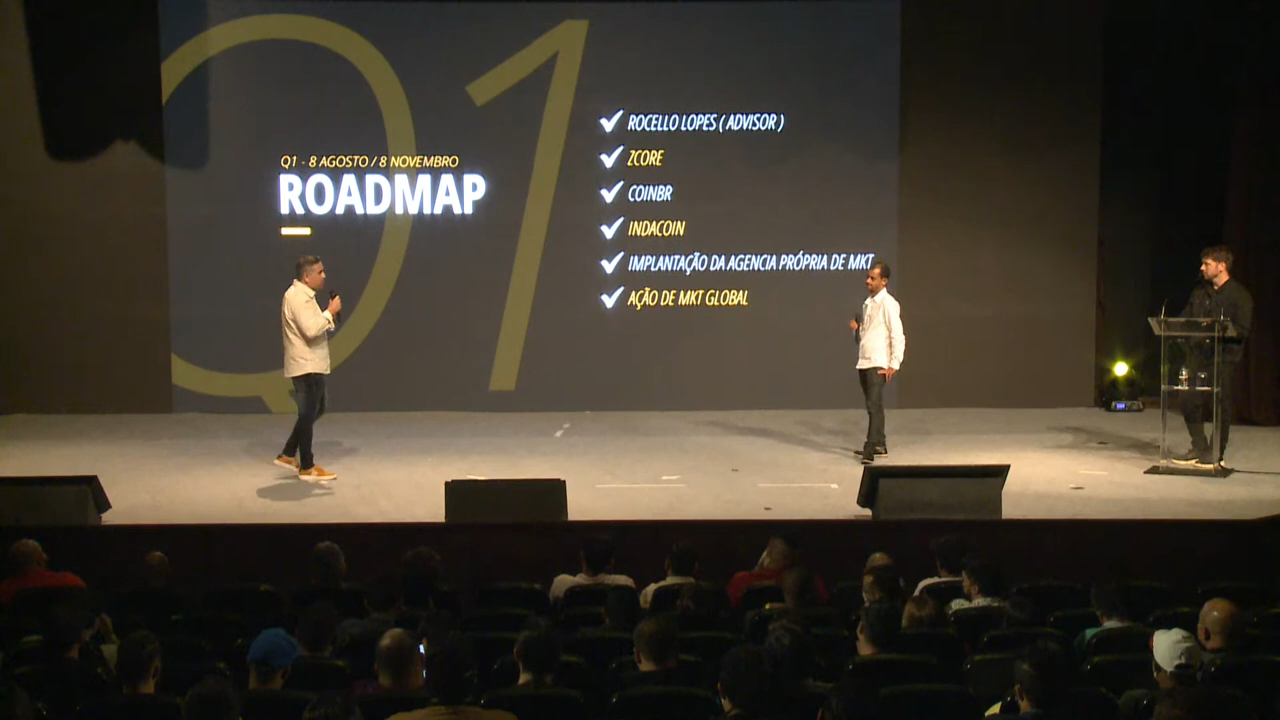 Q1
Q1 - 8 AGOSTO / 8 NOVEMBRO
ROADMAP
ROCELLO LOPES ( ADVISOR )
ZCORE
COINBR
INDACOIN
IMPLANTAÇÃO DA AGENCIA PRÓPRIA DE MKT
AÇÃO DE MKT GLOBAL